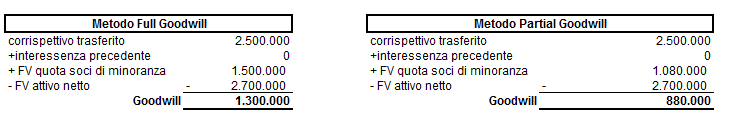 Metodo Full Goodwill
corrispettivo trasferito 2.500.000
+interessenza precedente 0
+ FV quota soci di minoranza 1.500.000
- FV attivo netto - 2.700.000
Goodwill 1.300.000
Metodo Partial Goodwill
corrispettivo trasferito 2.500.000
+interessenza precedente 0
+ FV quota soci di minoranza 1.080.000
- FV attivo netto - 2.700.000
Goodwill 880.000